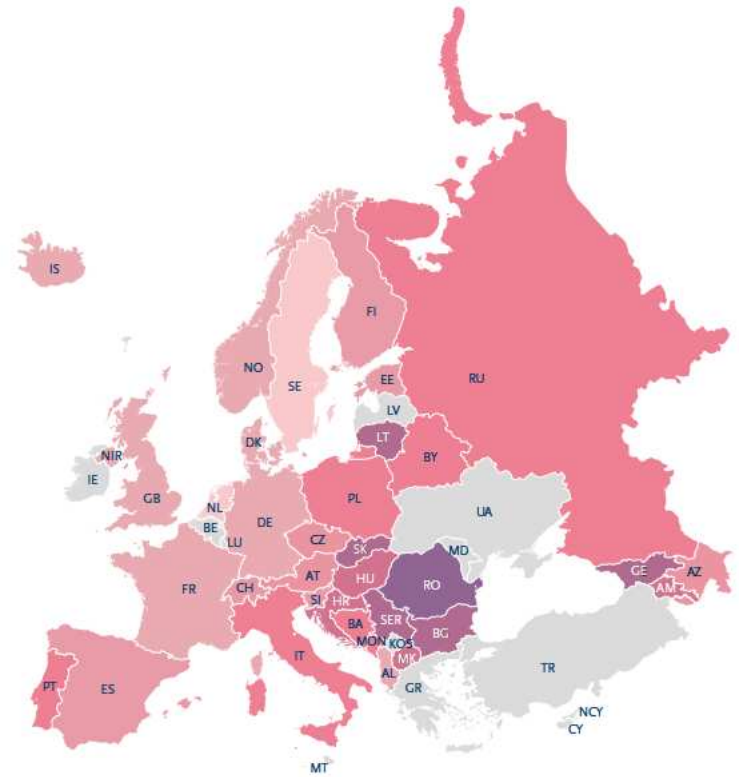 IS
FI
NO
SE
RU
EE
LV
LT
DK
NIR
IE
GB
BY
NL
BE
LU
DE
PL
UA
CZ
SK
MD
FR
CH
AT
HU
RO
SI
HR
BA
SER
BG
GE
AZ
AM
PT
ES
IT
MON
KOS
MK
AL
GR
TR
NCY
CY
MT